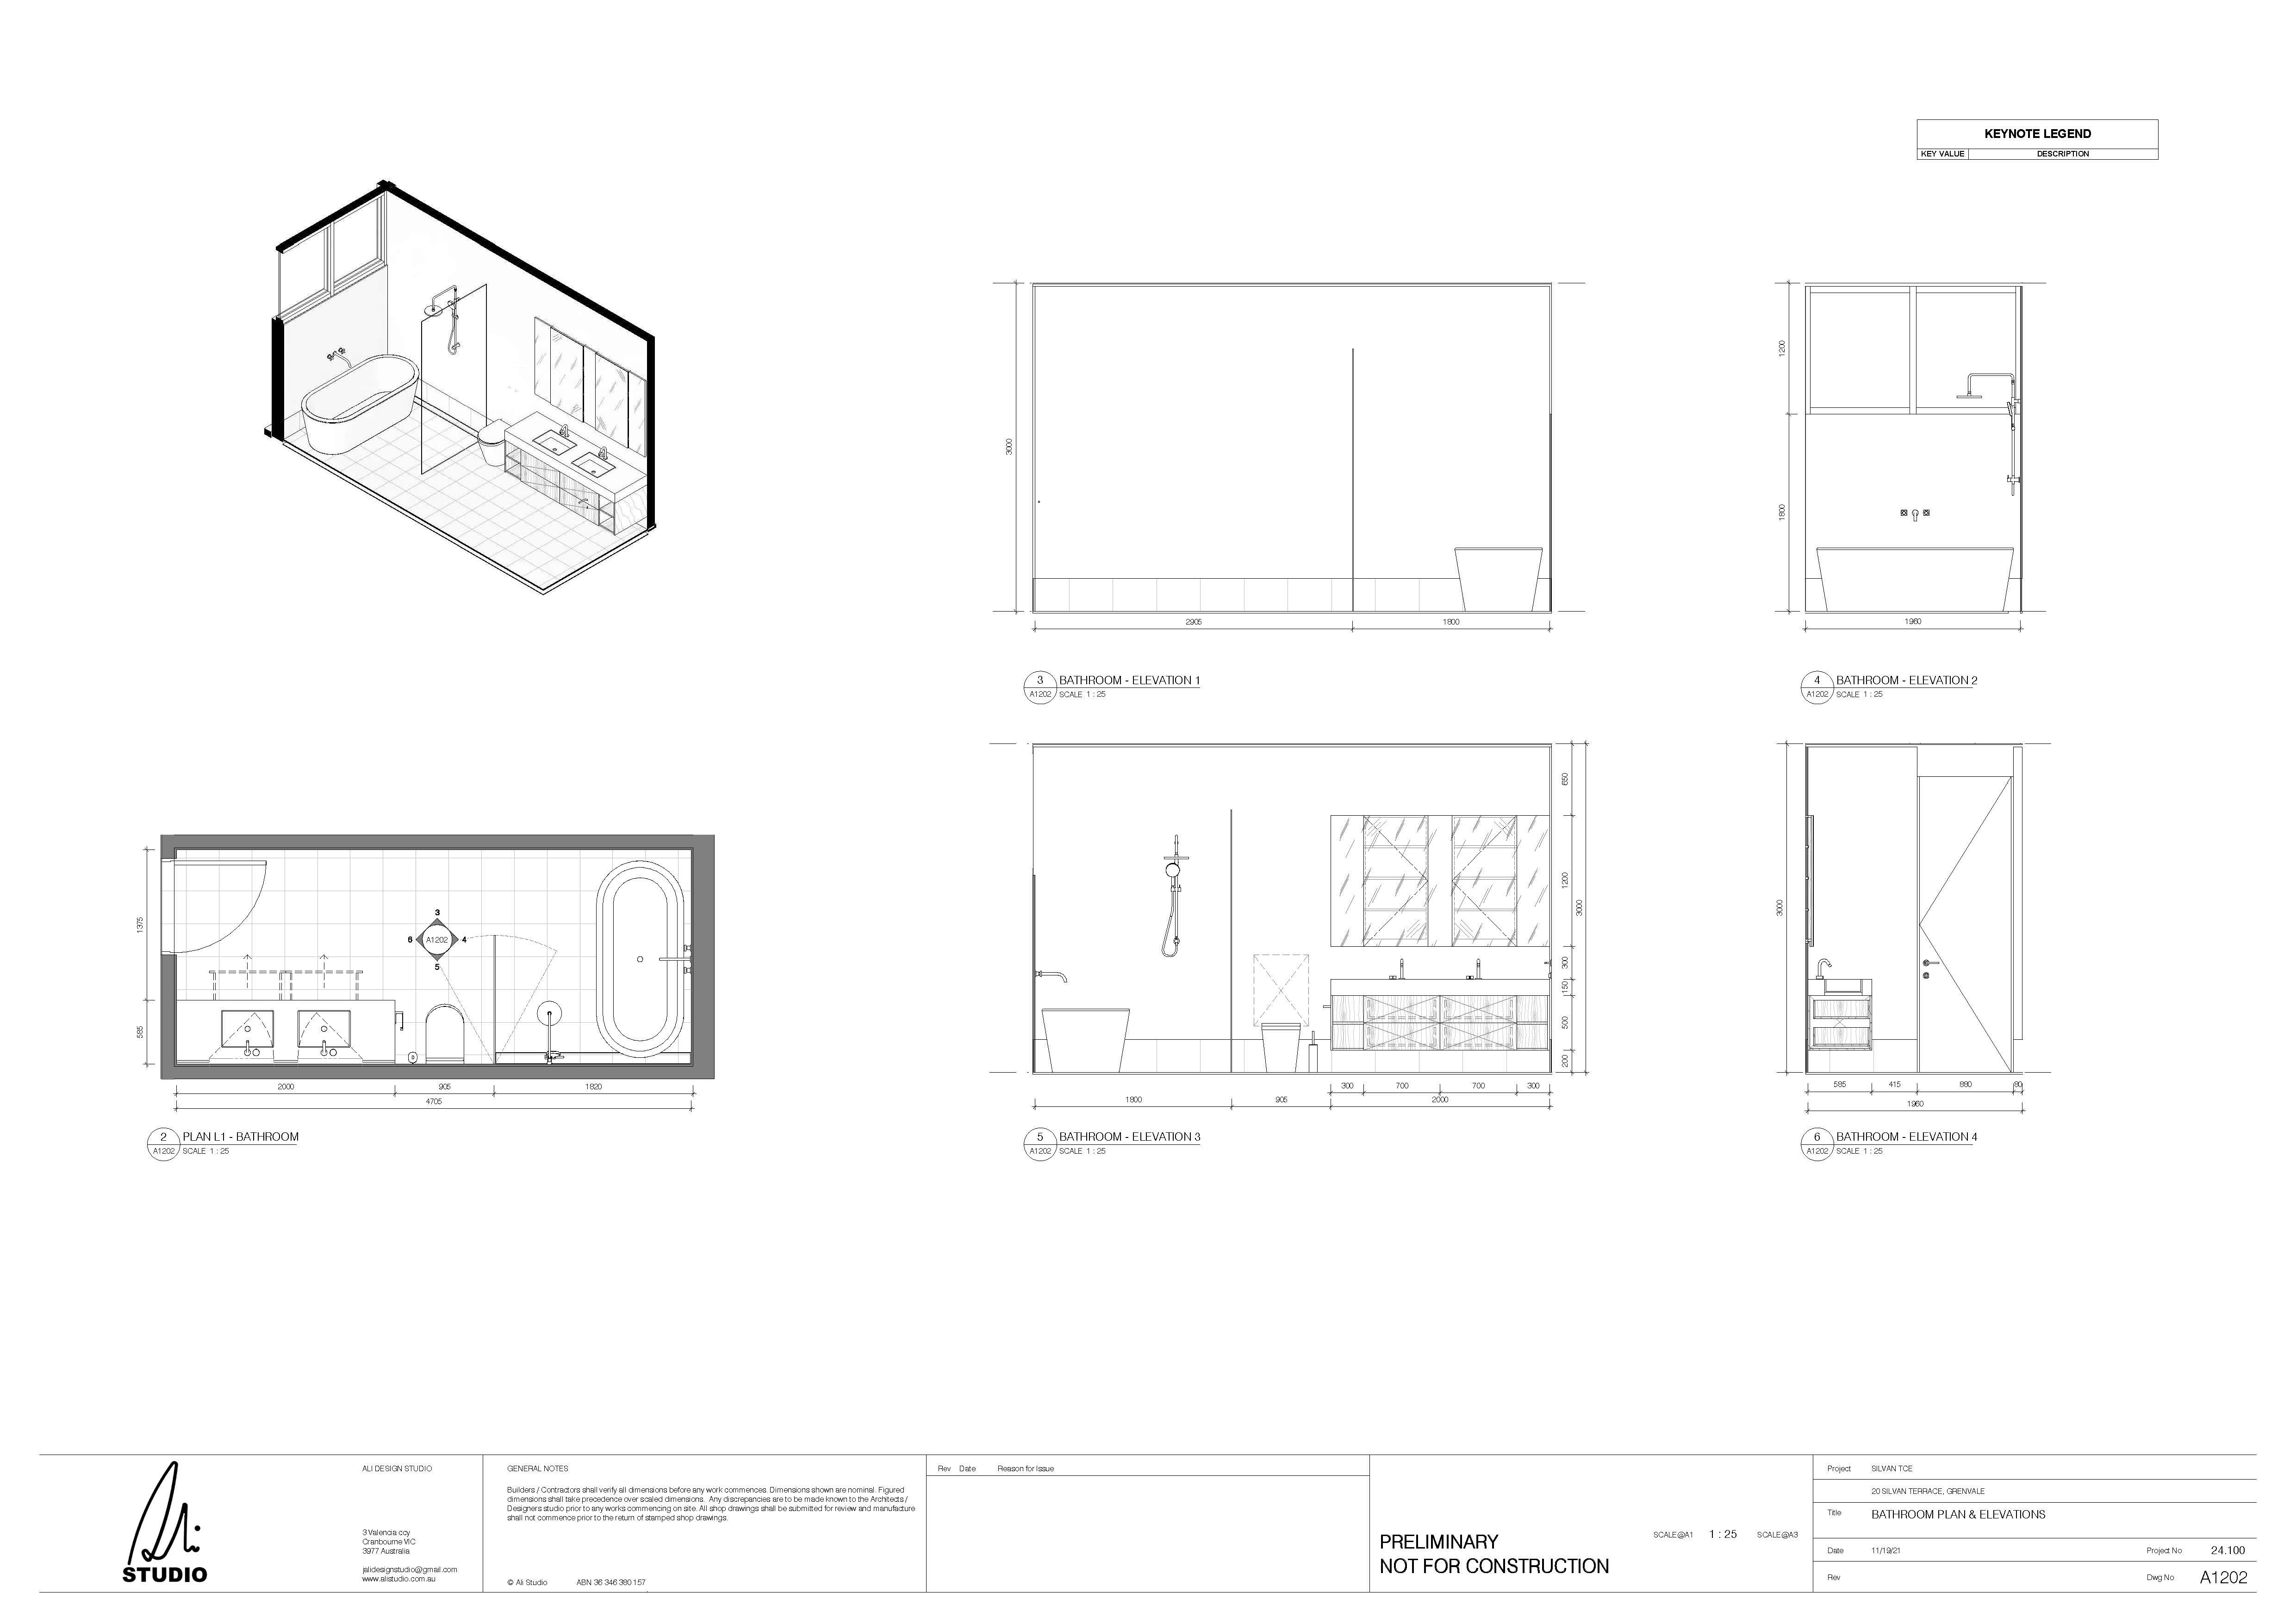 KEYNOTE LEGEND
KEY VALUE DESCRIPTION
3000
2905 1800
3 BATHROOM - ELEVATION 1
A1202 SCALE 1 : 25
1200
1800
1960
4 BATHROOM - ELEVATION 2
A1202 SCALE 1 : 25
1375
585
3
6 A1202 4
5
2000 905 1820
4705
2 PLAN L1 - BATHROOM
A1202 SCALE 1 : 25
650
1200
3000
300
150
500
200
300 700 700 300
1800 905 2000
5 BATHROOM - ELEVATION 3
A1202 SCALE 1 : 25
3000
585 415 880 80
1960
6 BATHROOM - ELEVATION 4
A1202 SCALE 1 : 25
Ali
STUDIO
ALI DESIGN STUDIO
3 Valencia ccy
Cranbourne VIC
3977 Australia
jalidesignstudio@gmail.com
www.alistudio.com.au
GENERAL NOTES
Builders / Contractors shall verify all dimensions before any work commences. Dimensions shown are nominal. Figured
dimensions shall take precedence over scaled dimensions. Any discrepancies are to be made known to the Architects /
Designers studio prior to any works commencing on site. All shop drawings shall be submitted for review and manufacture
shall not commence prior to the return of stamped shop drawings.
© Ali Studio ABN 36 346 390 157
Rev Date Reason for Issue
PRELIMINARY
NOT FOR CONSTRUCTION
SCALE@A1 1 : 25 SCALE@A3
Project SILVAN TCE
20 SILVAN TERRACE, GRENVALE
Title BATHROOM PLAN & ELEVATIONS
Date 11/19/21 Project No 24.100
Rev Dwg No A1202